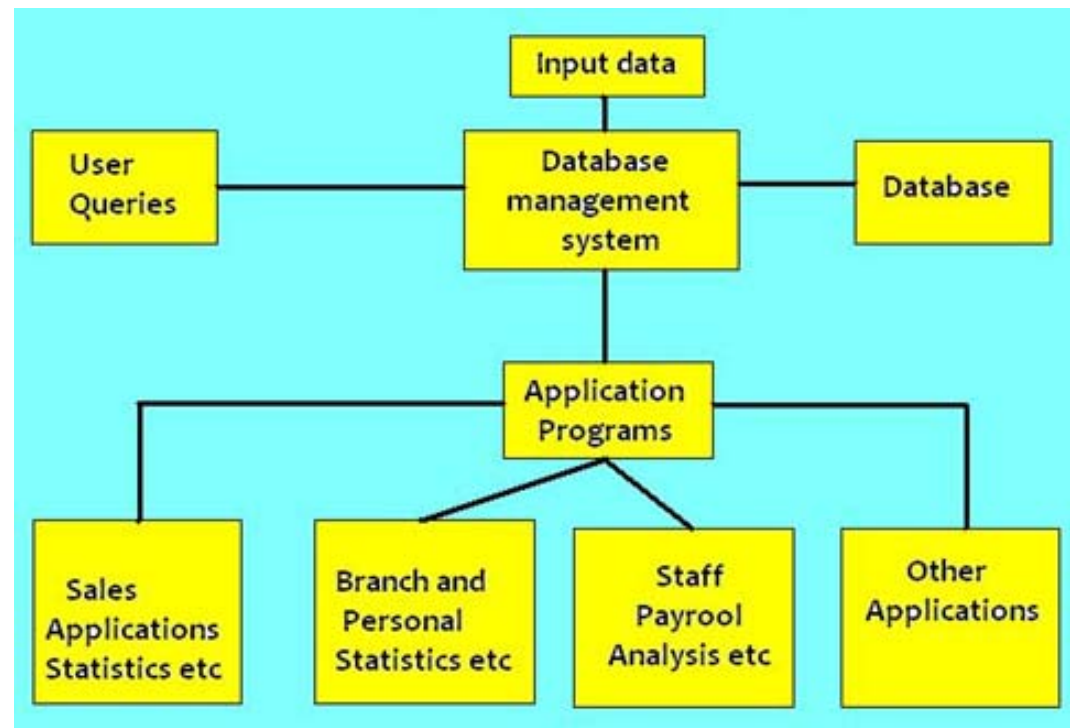 Input data
User
Queries
Database
management
system
Database
Application
Programs
Sales
Applications
Statistics etc
Branch and
Personal
Statistics etc
Staff
Payrool
Analysis etc
Other
Applications